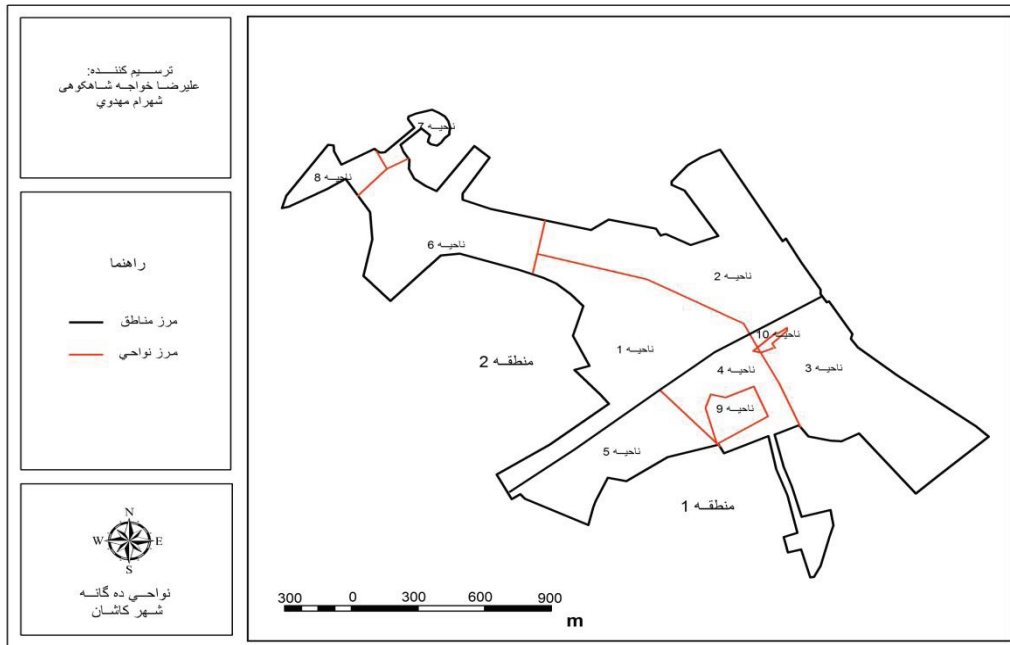 ترسیم کننده:
علیرضا خواجه شاهکوهی
شهرام مهدوي
راهنما
مرز مناطق
مرز نواحي
N
W E
S
نواحي ده گانه
شهر کاشان
ناحیه 7
ناحیه 8
ناحیه 6
ناحیه 2
ناحیه 10
ناحیه 1
منطقه 2
ناحیه 4
ناحیه 3
ناحیه 9
ناحیه 5
منطقه 1
300 0 300 600 900
m